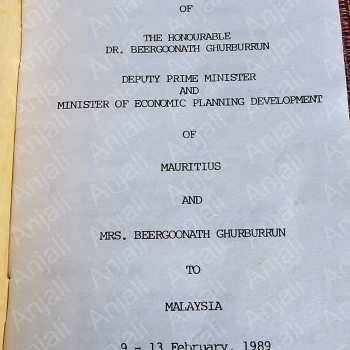 OF
THE HONOURABLE
DR. BEERGOONATH GHURBURRUN
DEPUTY PRIME MINISTER
AND
MINISTER OF ECONOMIC PLANNING DEVELOPMENT
OF
MAURITIUS
AND
MRS. BEERGOONATH GHURBURRUN
TO
MALAYSIA
9 - 13 February, 1989
Anjali